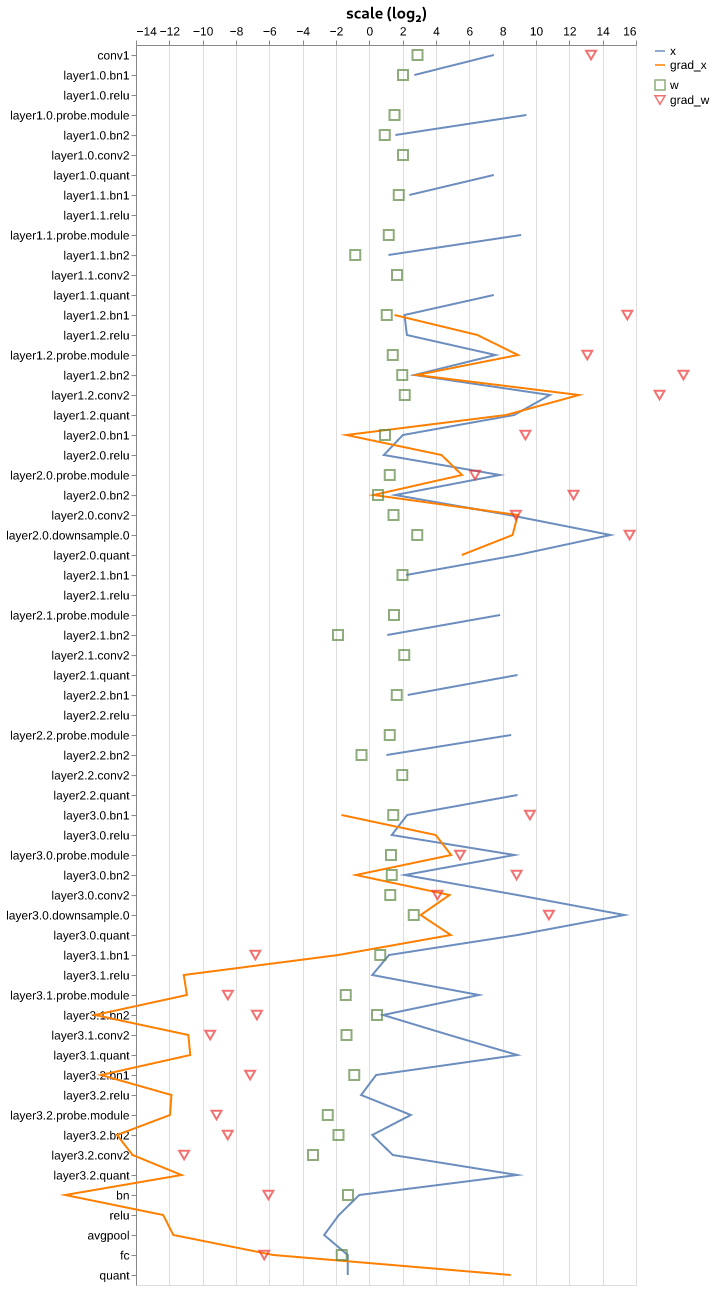 scale (log₂)
−14 −12 −10 −8 −6 −4 −2 0 2 4 6 8 10 12 14 16
x
grad_x
w
grad_w
conv1
layer1.0.bn1
layer1.0.relu
layer1.0.probe.module
layer1.0.bn2
layer1.0.conv2
layer1.0.quant
layer1.1.bn1
layer1.1.relu
layer1.1.probe.module
layer1.1.bn2
layer1.1.conv2
layer1.1.quant
layer1.2.bn1
layer1.2.relu
layer1.2.probe.module
layer1.2.bn2
layer1.2.conv2
layer1.2.quant
layer2.0.bn1
layer2.0.relu
layer2.0.probe.module
layer2.0.bn2
layer2.0.conv2
layer2.0.downsample.0
layer2.0.quant
layer2.1.bn1
layer2.1.relu
layer2.1.probe.module
layer2.1.bn2
layer2.1.conv2
layer2.1.quant
layer2.2.bn1
layer2.2.relu
layer2.2.probe.module
layer2.2.bn2
layer2.2.conv2
layer2.2.quant
layer3.0.bn1
layer3.0.relu
layer3.0.probe.module
layer3.0.bn2
layer3.0.conv2
layer3.0.downsample.0
layer3.0.quant
layer3.1.bn1
layer3.1.relu
layer3.1.probe.module
layer3.1.bn2
layer3.1.conv2
layer3.1.quant
layer3.2.bn1
layer3.2.relu
layer3.2.probe.module
layer3.2.bn2
layer3.2.conv2
layer3.2.quant
bn
relu
avgpool
fc
quant